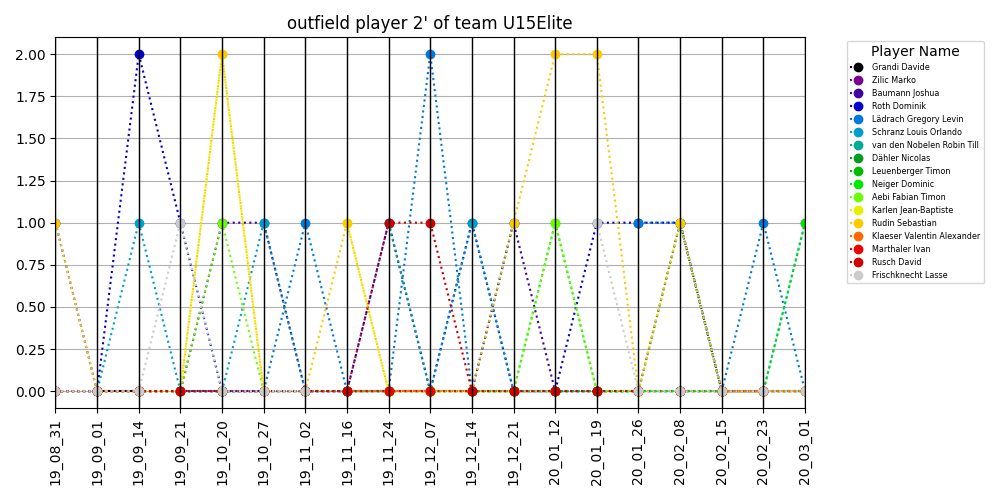 outfield player 2' of team U15Elite
2.00
1.75
1.50
1.25
1.00
0.75
0.50
0.25
0.00
19_08_31
19_09_01
19_09_14
19_09_21
19_10_20
19_10_27
19_11_02
19_11_16
19_11_24
19_12_07
19_12_14
19_12_21
20_01_12
20_01_19
20_01_26
20_02_08
20_02_15
20_02_23
20_03_01
Player Name
Grandi Davide
Zilic Marko
Baumann Joshua
Roth Dominik
Lädrach Gregory Levin
Schranz Louis Orlando
van den Nobelen Robin Till
Dähler Nicolas
Leuenberger Timon
Neiger Dominic
Aebi Fabian Timon
Karlen Jean-Baptiste
Rudin Sebastian
Klaeser Valentin Alexander
Marthaler Ivan
Rusch David
Frischknecht Lasse